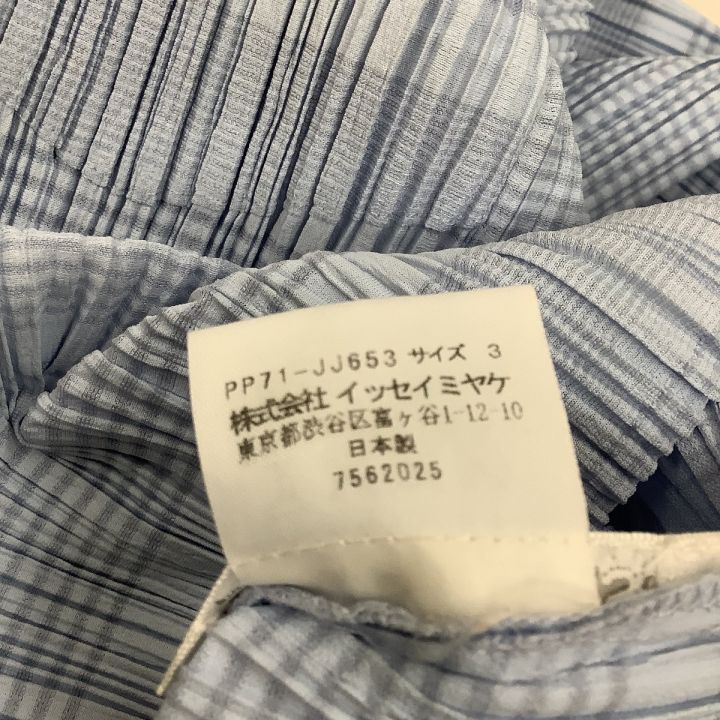 PP71-JJ653 サイズ 3
株式会社 イッセイミヤケ
東京都渋谷区富ヶ谷1-12-10
日本製
7562025